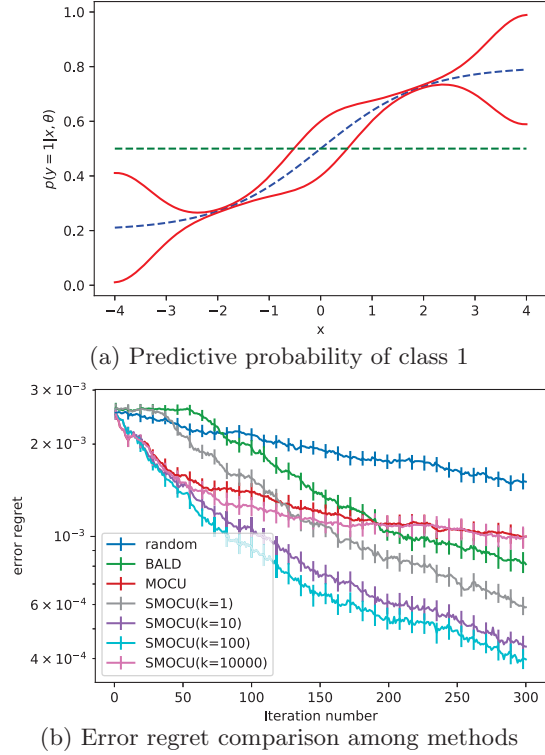 1.0
0.8
0.6
0.4
0.2
0.0
p(y = 1|x, θ)
−4 −3 −2 −1 0 1 2 3 4
x
(a) Predictive probability of class 1
3 × 10⁻³
2 × 10⁻³
10⁻³
6 × 10⁻⁴
4 × 10⁻⁴
error regret
random
BALD
MOCU
SMOCU(k=1)
SMOCU(k=10)
SMOCU(k=100)
SMOCU(k=10000)
0 50 100 150 200 250 300
Iteration number
(b) Error regret comparison among methods